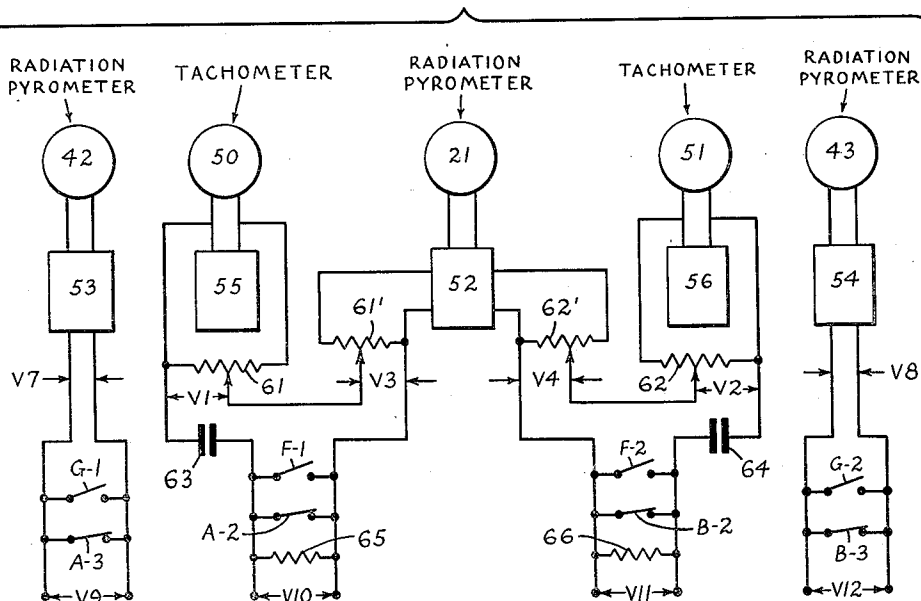 RADIATION
PYROMETER
TACHOMETER
RADIATION
PYROMETER
TACHOMETER
RADIATION
PYROMETER
42
50
21
51
43
53
55
52
56
54
61'
62'
61
62
V7
V1
V3
V4
V2
V8
63
64
G-1
F-1
F-2
G-2
A-3
A-2
65
66
B-2
B-3
V9
V10
V11
V12